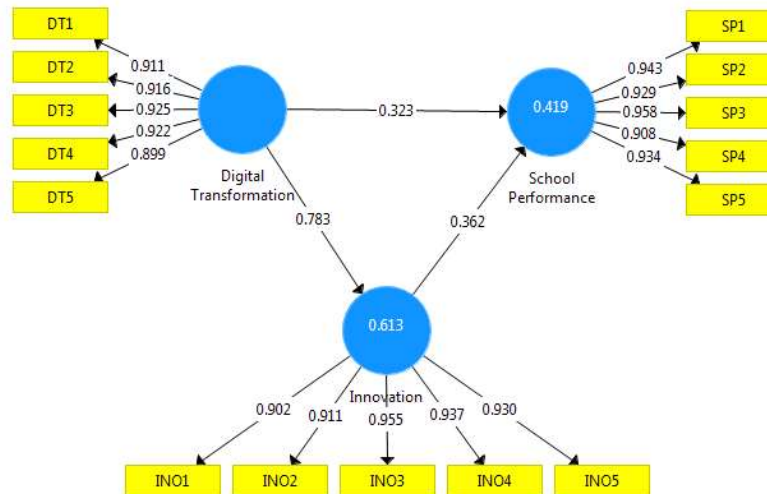 DT1
DT2
DT3
DT4
DT5
0.911
0.916
0.925
0.922
0.899
Digital
Transformation
0.323
0.783
0.419
School
Performance
0.362
SP1
SP2
SP3
SP4
SP5
0.943
0.929
0.958
0.908
0.934
0.613
Innovation
0.902
0.911
0.955
0.937
0.930
INO1
INO2
INO3
INO4
INO5